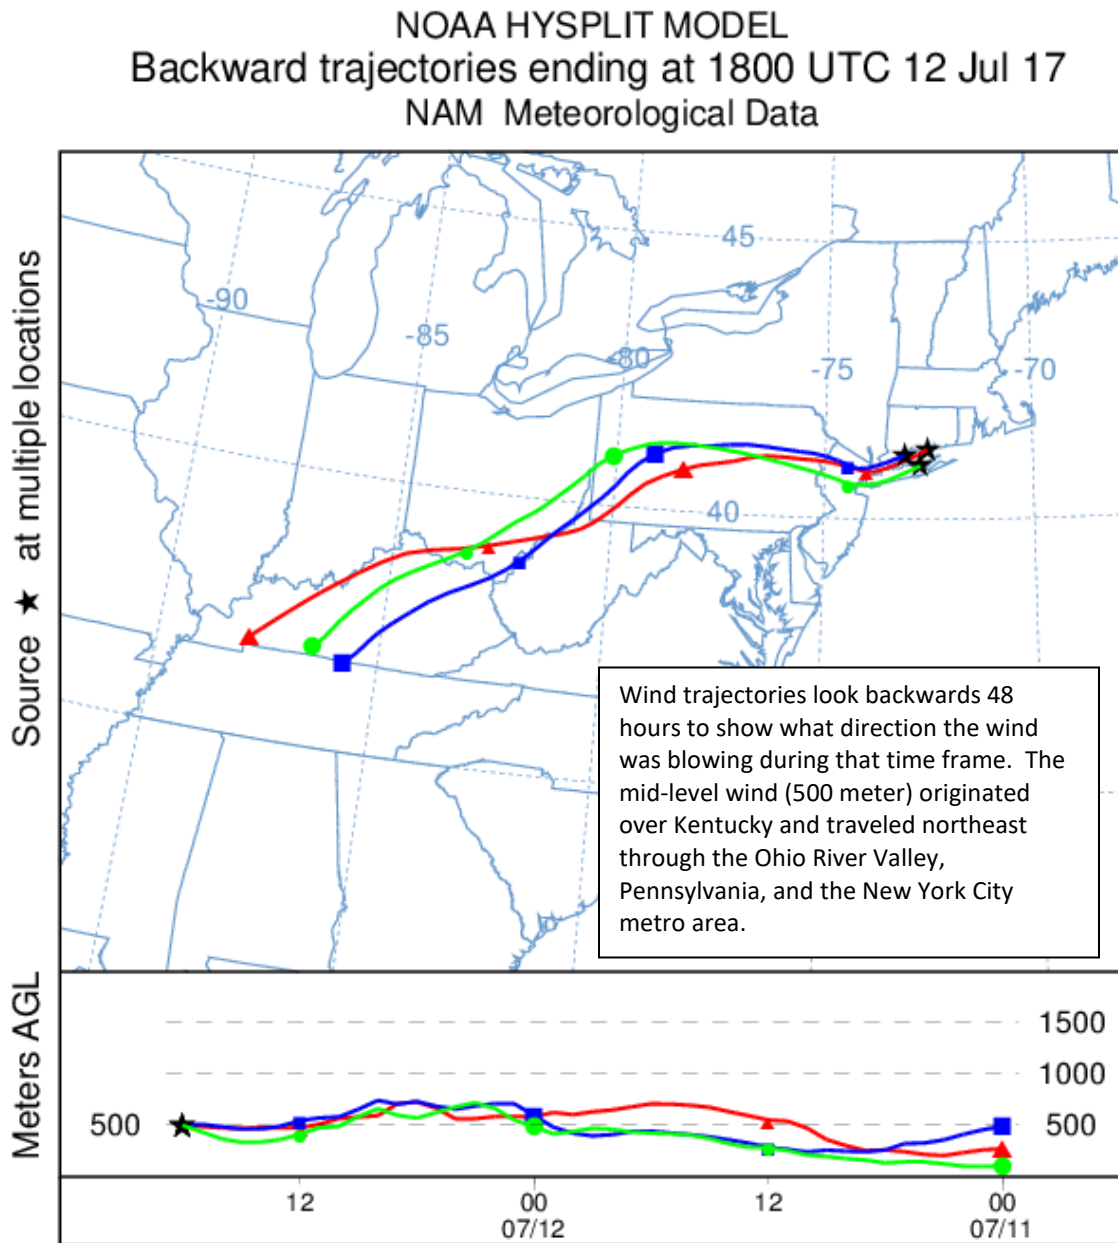 NOAA HYSPLIT MODEL
Backward trajectories ending at 1800 UTC 12 Jul 17
NAM Meteorological Data
Source ★ at multiple locations
45
-90
-85
-80
-75
-70
40
Wind trajectories look backwards 48
hours to show what direction the wind
was blowing during that time frame. The
mid-level wind (500 meter) originated
over Kentucky and traveled northeast
through the Ohio River Valley,
Pennsylvania, and the New York City
metro area.
Meters AGL
1500
1000
500
500
12
00
12
00
07/12
07/11